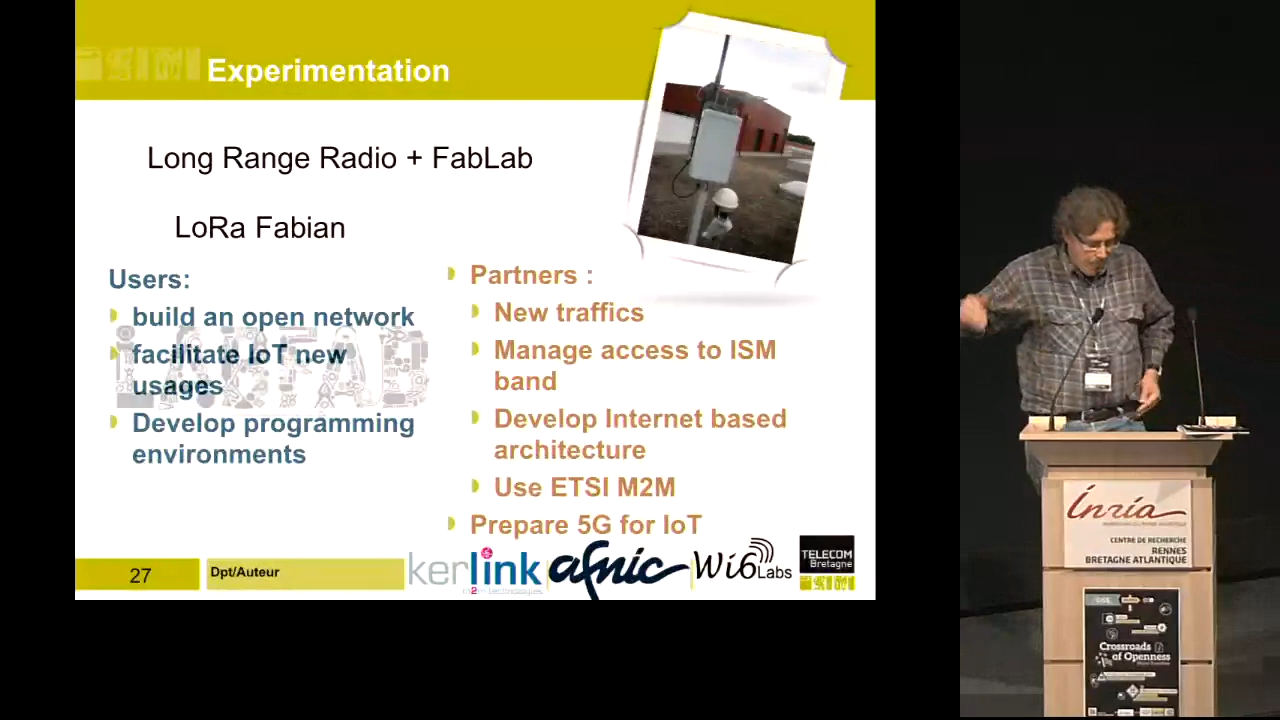 Experimentation
Long Range Radio + FabLab
LoRa Fabian
Users:
build an open network
facilitate IoT new
usages
Develop programming
environments
LABFAB
Partners :
New traffics
Manage access to ISM
band
Develop Internet based
architecture
Use ETSI M2M
Prepare 5G for IoT
27
Dpt/Auteur
kerlink
afnic
Wi6Labs
TELECOM
Bretagne
Inria
CENTRE DE RECHERCHE
RENNES
BRETAGNE ATLANTIQUE
Crossroads
of Openness